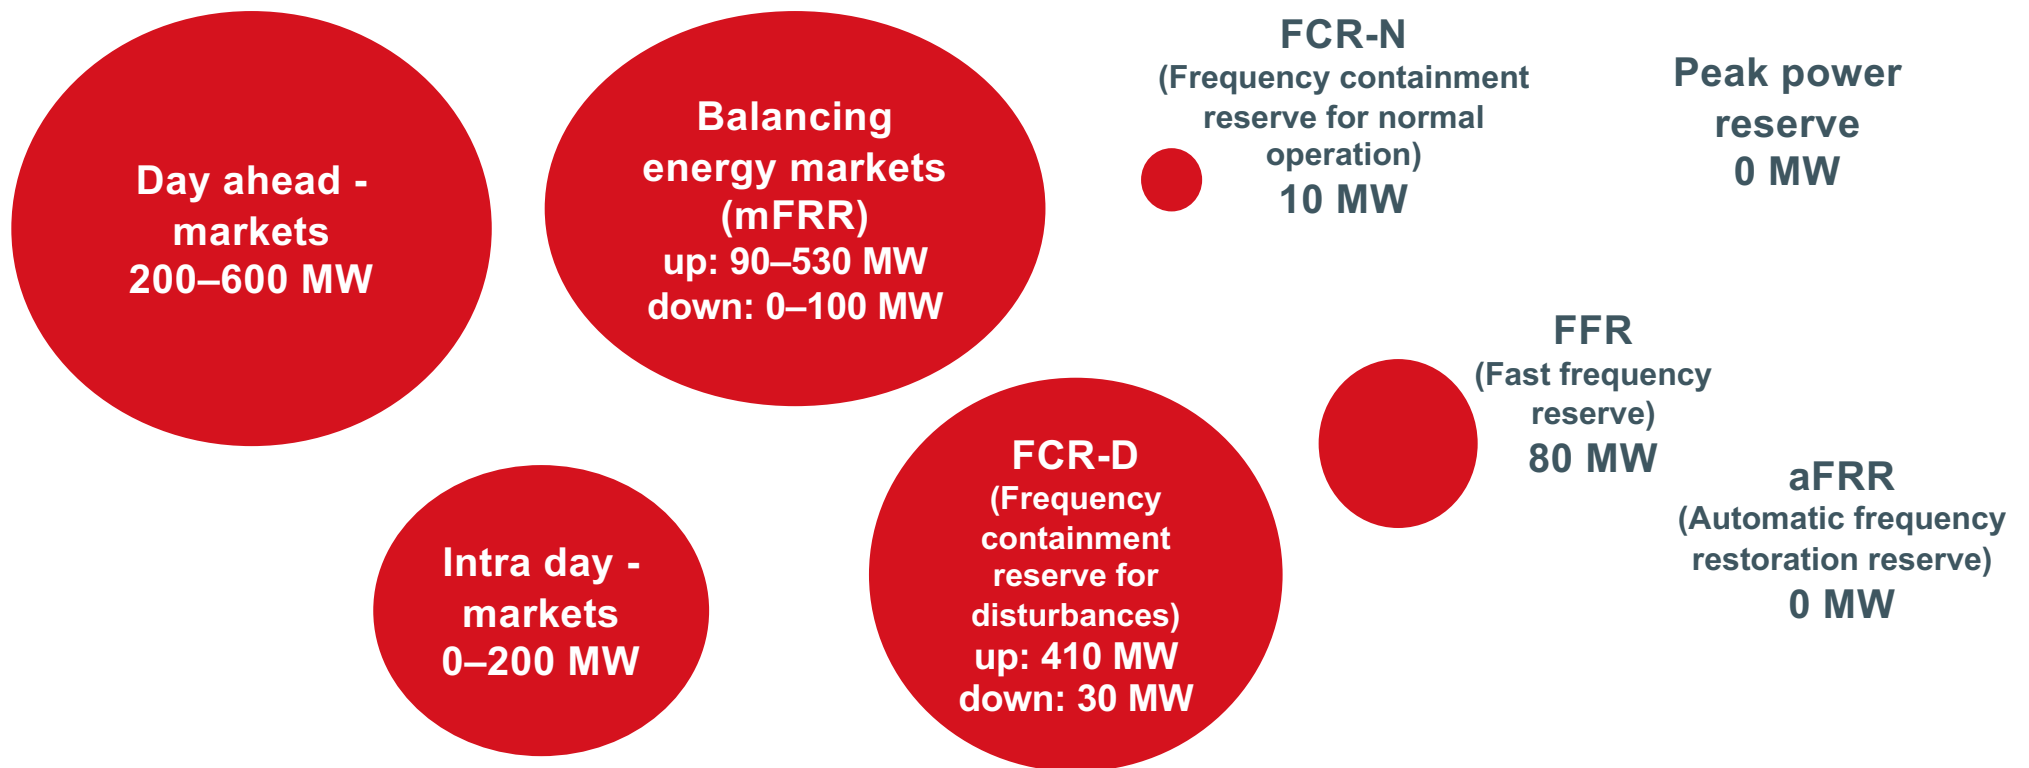 Day ahead -
markets
200–600 MW
Balancing
energy markets
(mFRR)
up: 90–530 MW
down: 0–100 MW
FCR-N
(Frequency containment
reserve for normal
operation)
10 MW
Peak power
reserve
0 MW
Intra day -
markets
0–200 MW
FCR-D
(Frequency
containment
reserve for
disturbances)
up: 410 MW
down: 30 MW
FFR
(Fast frequency
reserve)
80 MW
aFRR
(Automatic frequency
restoration reserve)
0 MW